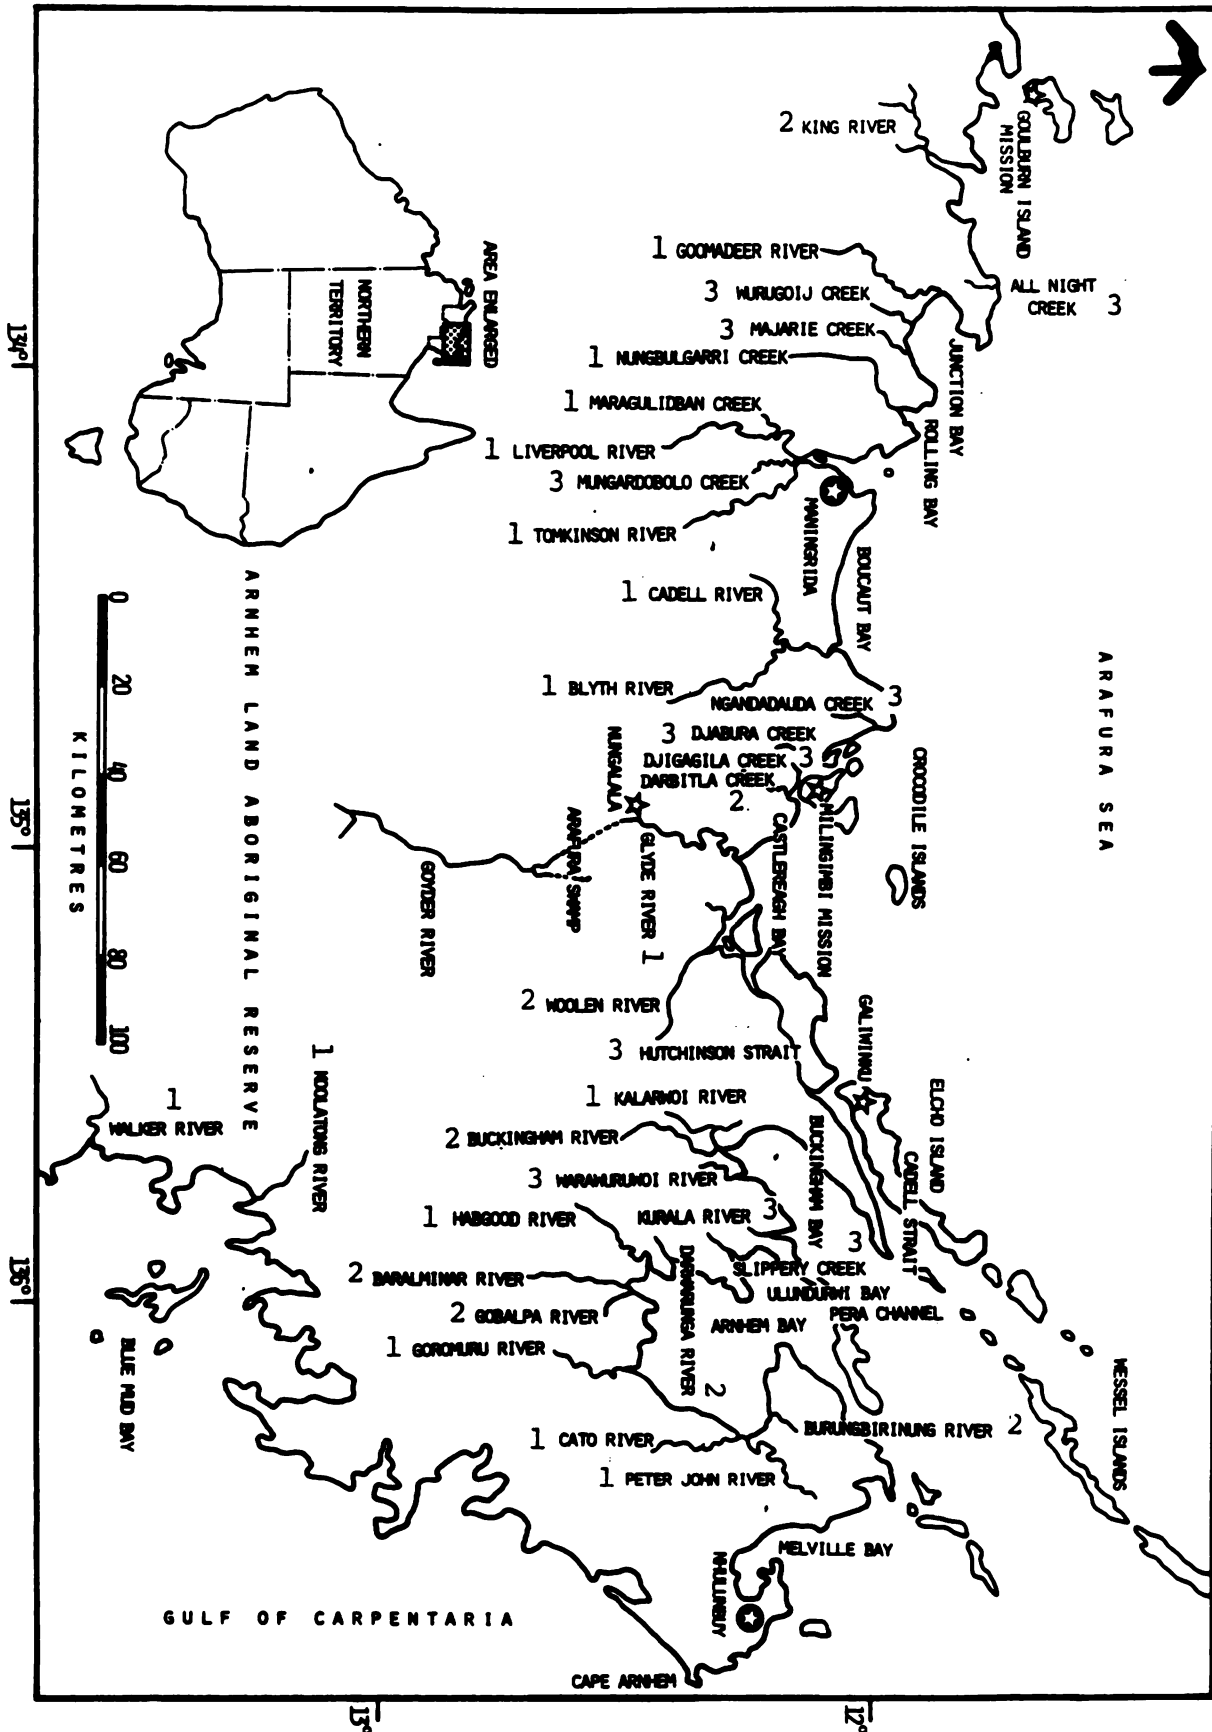 GOULBURN ISLAND
MISSION
2 KING RIVER
1 GOOMADEER RIVER
ALL NIGHT
CREEK 3
3 WURUGOIJ CREEK
3 MAJARIE CREEK
JUNCTION BAY
1 NUNGBULGARRI CREEK
ROLLING BAY
1 MARAGULIDBAN CREEK
1 LIVERPOOL RIVER
3 MUNGARDOBOLO CREEK
MANINGRIDA
1 TOMKINSON RIVER
BOUCAUT BAY
1 CADELL RIVER
ARAFURA SEA
1 BLYTH RIVER
NGANDADAUDA CREEK 3
3 DJABURA CREEK
DJIGAGILA CREEK 3
DARBITLA CREEK
2
CROCODILE ISLANDS
MILINGIMBI MISSION
CASTLEREAGH BAY
NUNGALALA
GLYDE RIVER 1
ARAFURA SWAMP
GOYDER RIVER
2 WOOLEN RIVER
3 HUTCHINSON STRAIT
GALIWINKU
ELCHO ISLAND
CADELL STRAIT
3
1 KALARWOI RIVER
2 BUCKINGHAM RIVER
BUCKINGHAM BAY
3 WARAWURUWOI RIVER
KURALA RIVER 3
1 HABGOOD RIVER
SLIPPERY CREEK
ULUNDURWI BAY
2 BARALMINAR RIVER
DARWARUNGA RIVER 2
2 GOBALPA RIVER
ARNHEM BAY
PERA CHANNEL
1 GOROMURU RIVER
WESSEL ISLANDS
BURUNGBIRINUNG RIVER 2
1 CATO RIVER
1 PETER JOHN RIVER
MELVILLE BAY
NHULUNBUY
CAPE ARNHEM
GULF OF CARPENTARIA
BLUE MUD BAY
1 KOOLATONG RIVER
1
WALKER RIVER
ARNHEM LAND ABORIGINAL RESERVE
AREA ENLARGED
NORTHERN
TERRITORY
0 20 40 60 80 100
KILOMETRES
134°
135°
136°
13°
12°